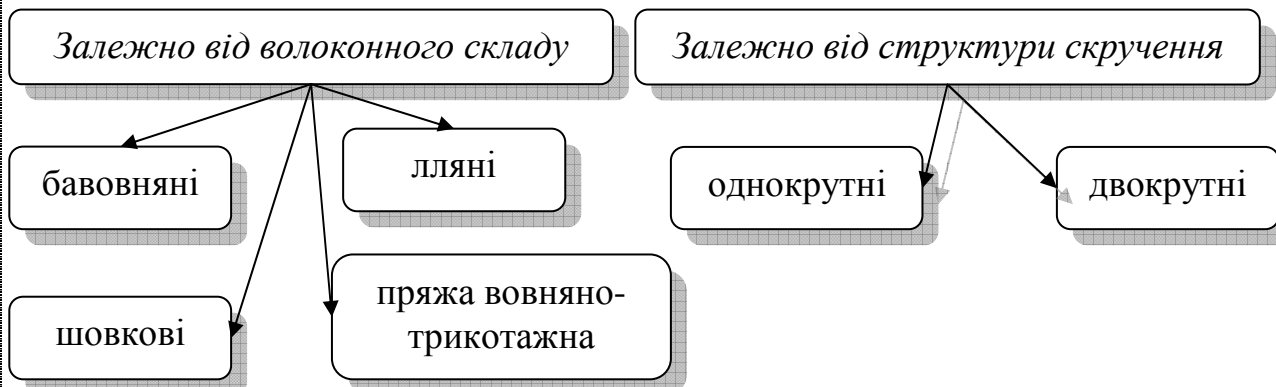 Залежно від волоконного складу
Залежно від структури скручення
бавовняні
лляні
однокрутні
двокрутні
шовкові
пряжа вовняно-
трикотажна